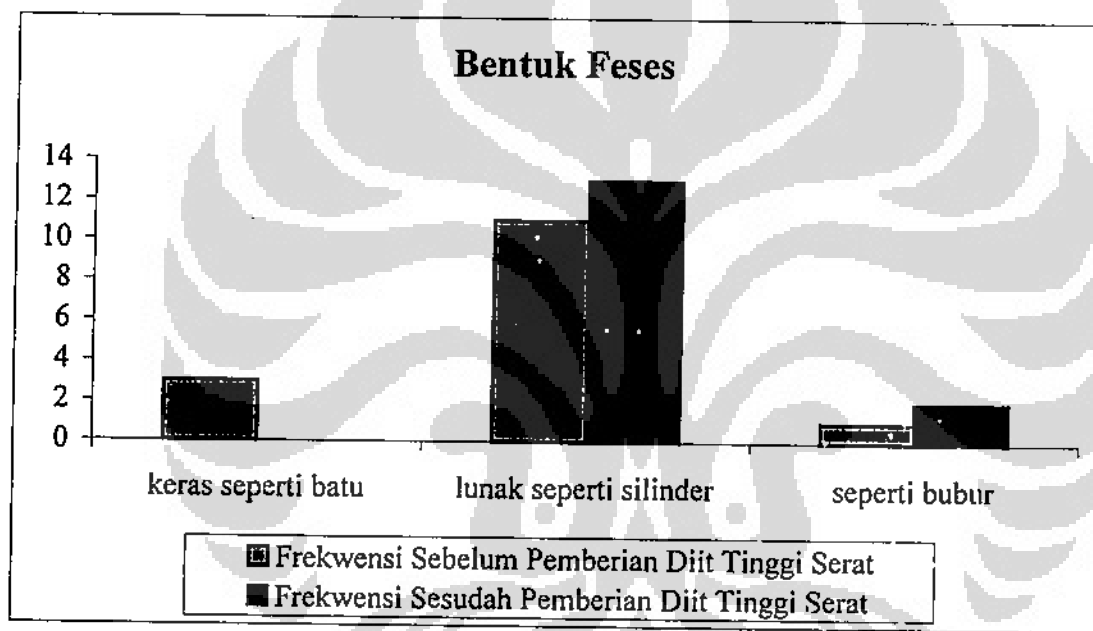 Bentuk Feses
14
12
10
8
6
4
2
0
keras seperti batu
lunak seperti silinder
seperti bubur
Frekwensi Sebelum Pemberian Diit Tinggi Serat
Frekwensi Sesudah Pemberian Diit Tinggi Serat